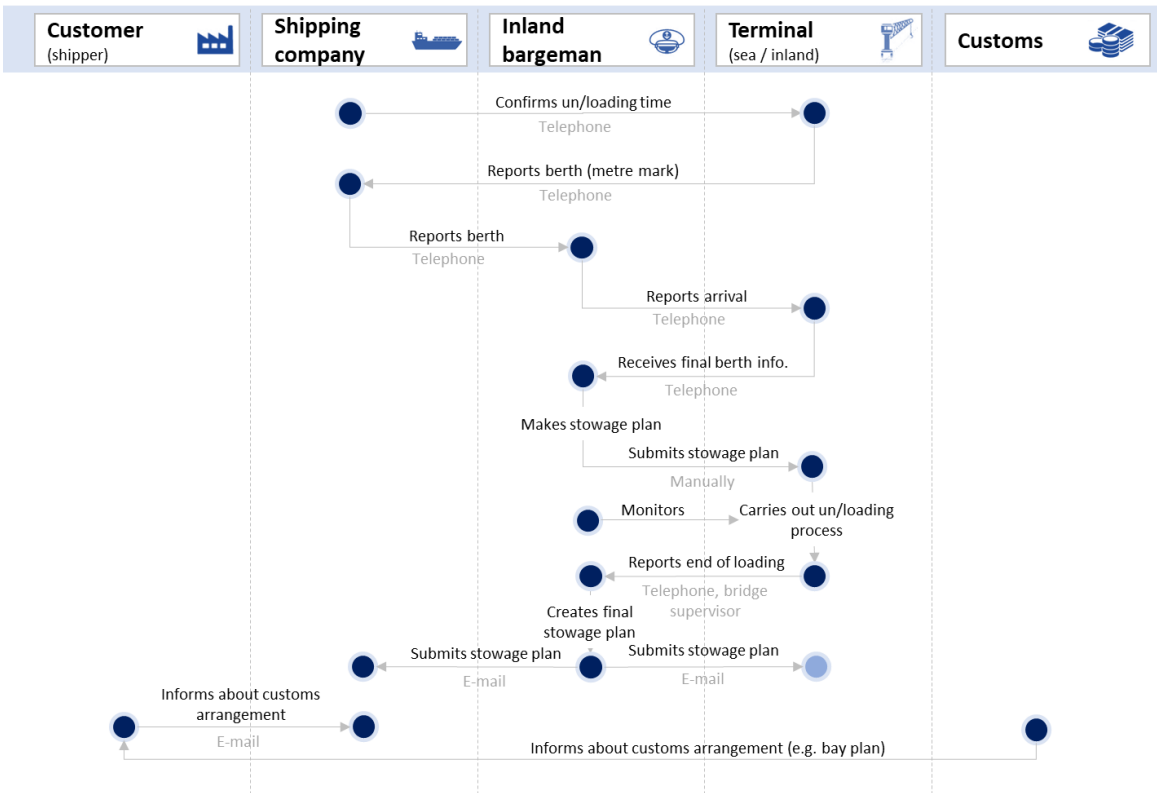 Customer
(shipper)
Shipping
company
Inland
bargeman
Terminal
(sea / inland)
Customs
Confirms un/loading time
Telephone
Reports berth (metre mark)
Telephone
Reports berth
Telephone
Reports arrival
Telephone
Receives final berth info.
Telephone
Makes stowage plan
Submits stowage plan
Manually
Monitors
Carries out un/loading
process
Reports end of loading
Telephone, bridge
supervisor
Creates final
stowage plan
Submits stowage plan
E-mail
Submits stowage plan
E-mail
Informs about customs
arrangement
E-mail
Informs about customs arrangement (e.g. bay plan)